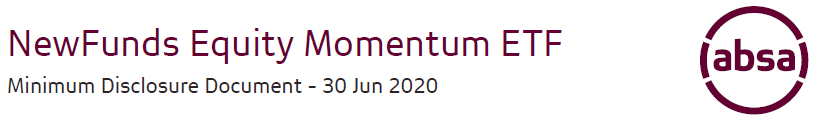 NewFunds Equity Momentum ETF
Minimum Disclosure Document - 30 Jun 2020
absa